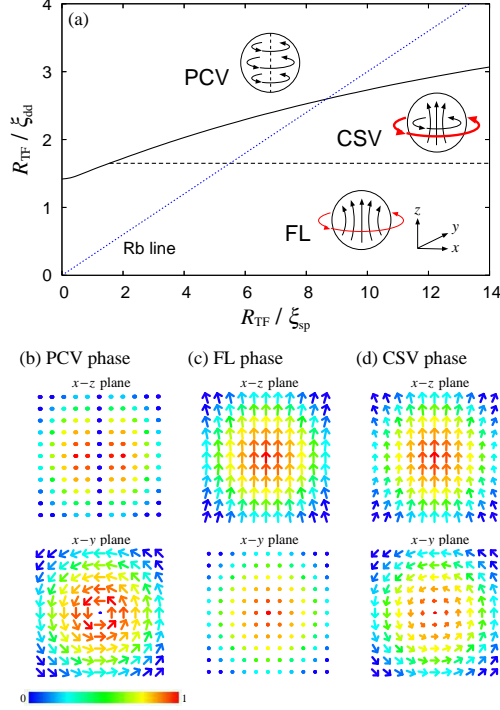 (a)
4
3
2
1
0
R_TF / ξ_dd
PCV
CSV
FL
Rb line
z
y
x
0 2 4 6 8 10 12 14
R_TF / ξ_sp
(b) PCV phase (c) FL phase (d) CSV phase
x−z plane x−z plane x−z plane
x−y plane x−y plane x−y plane
0 1